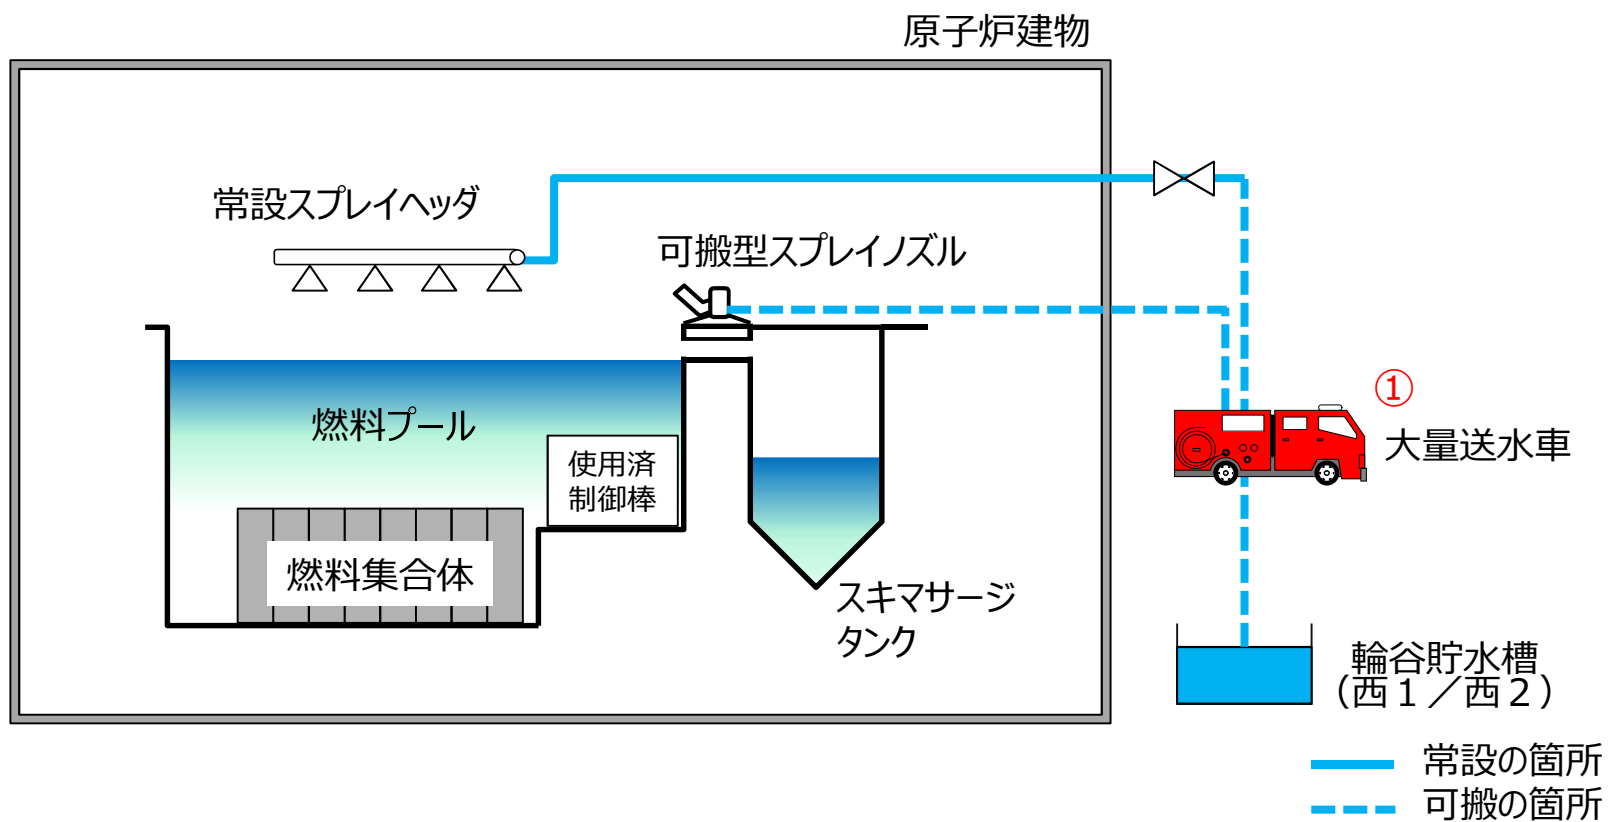 原子炉建物
常設スプレイヘッダ
可搬型スプレイノズル
①
大量送水車
燃料プール
使用済
制御棒
燃料集合体
スキマサージ
タンク
輪谷貯水槽
（西１／西２）
常設の箇所
可搬の箇所